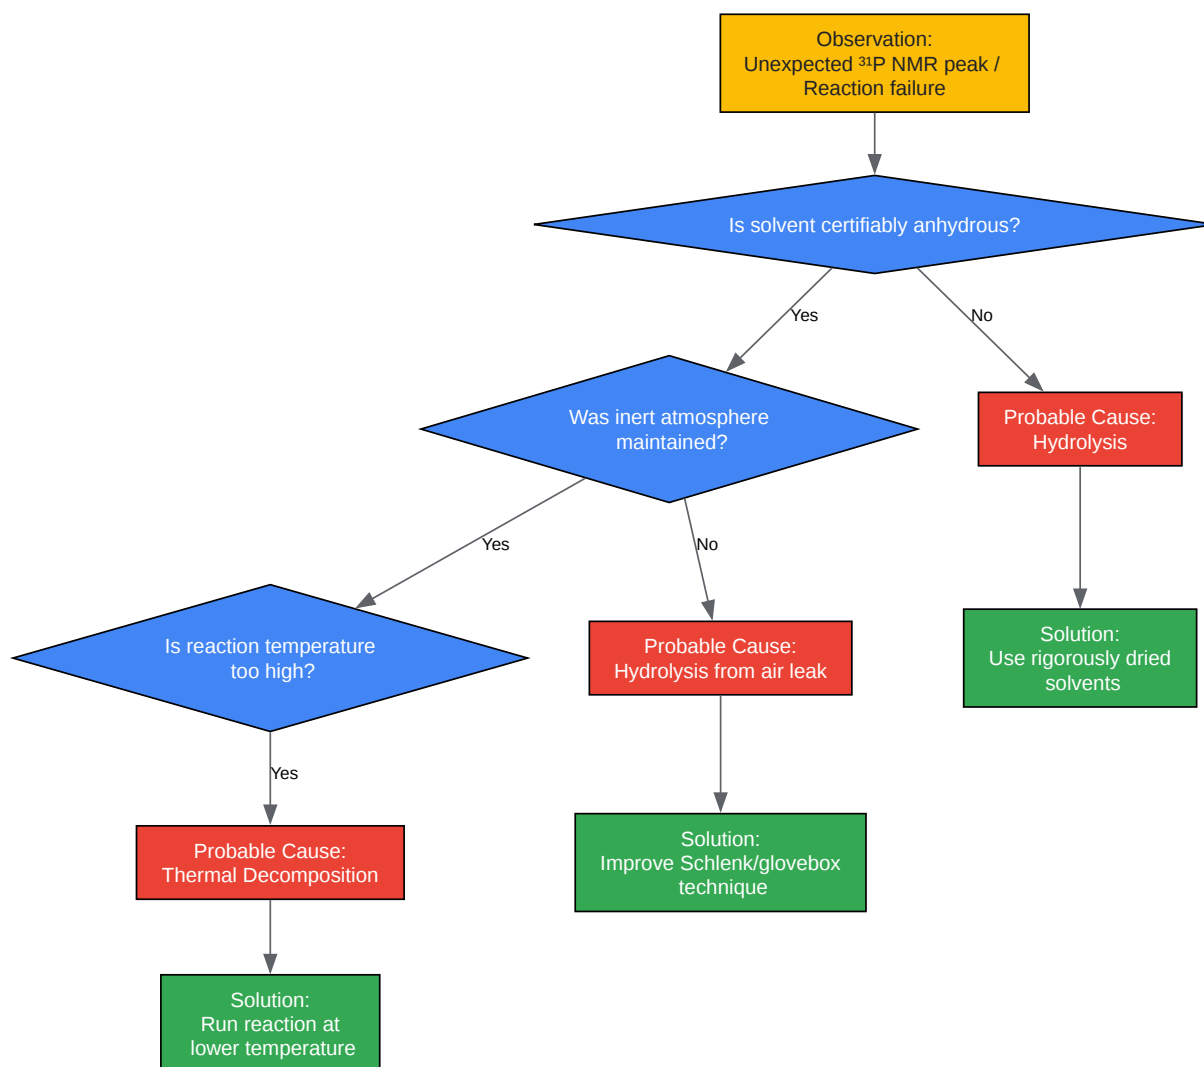 Observation:
Unexpected ³¹P NMR peak /
Reaction failure
Is solvent certifiably anhydrous?
Yes
No
Was inert atmosphere
maintained?
Probable Cause:
Hydrolysis
Yes
No
Is reaction temperature
too high?
Probable Cause:
Hydrolysis from air leak
Solution:
Use rigorously dried
solvents
Yes
Probable Cause:
Thermal Decomposition
Solution:
Improve Schlenk/glovebox
technique
Solution:
Run reaction at
lower temperature